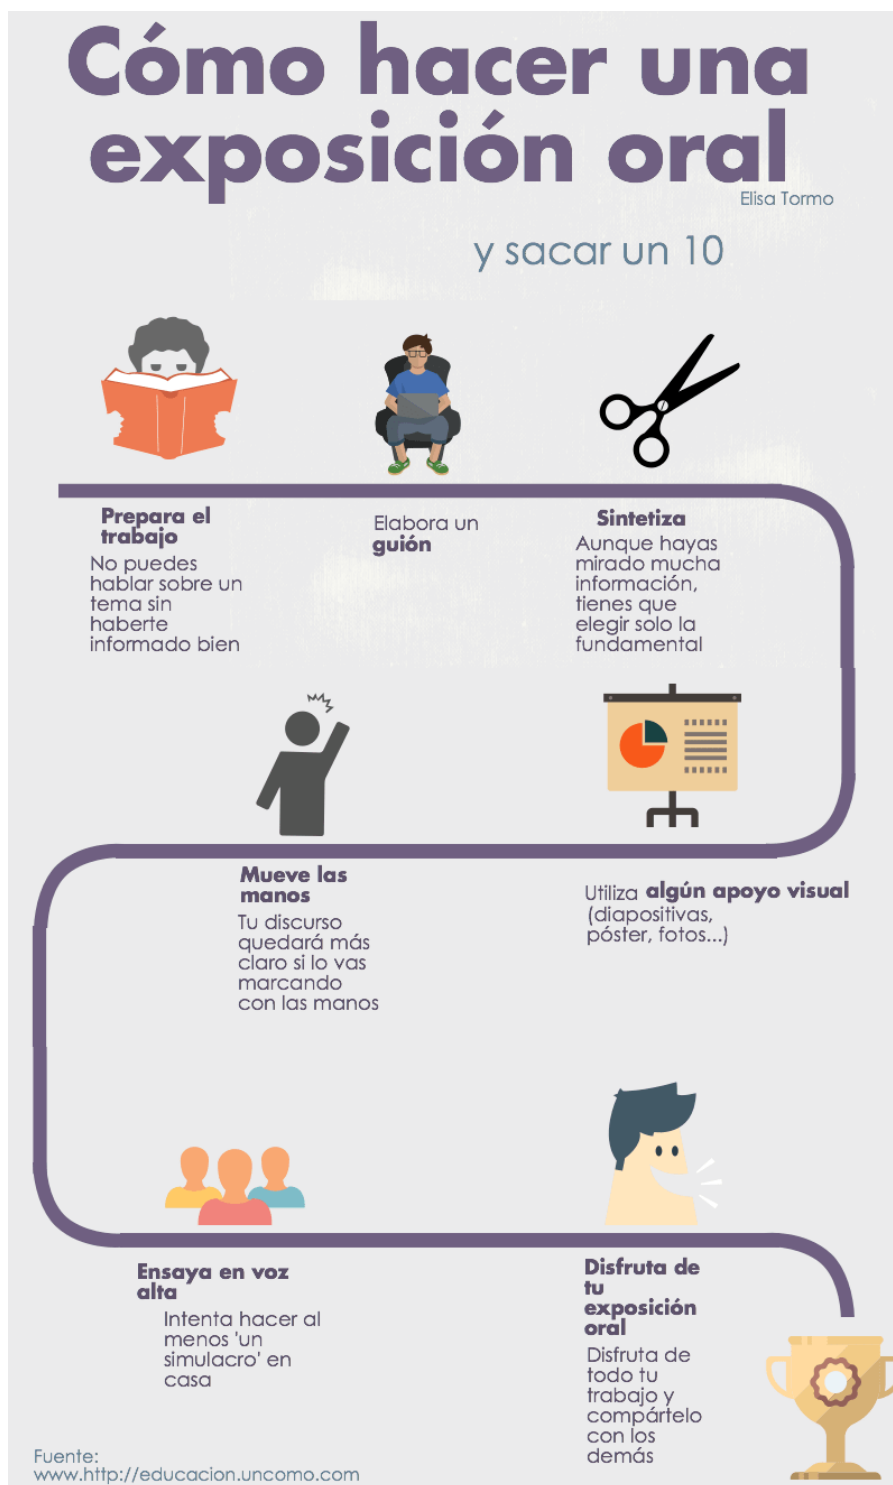 Cómo hacer una
exposición oral
Elisa Tormo
y sacar un 10
Prepara el
trabajo
No puedes
hablar sobre un
tema sin
haberte
informado bien
Elabora un
guión
Sintetiza
Aunque hayas
mirado mucha
información,
tienes que
elegir solo la
fundamental
Utiliza algún apoyo visual
(diapositivas,
póster, fotos...)
Mueve las
manos
Tu discurso
quedará más
claro si lo vas
marcando
con las manos
Ensaya en voz
alta
Intenta hacer al
menos 'un
simulacro' en
casa
Disfruta de
tu
exposición
oral
Disfruta de
todo tu
trabajo y
compártelo
con los
demás
Fuente:
www.http://educacion.uncomo.com